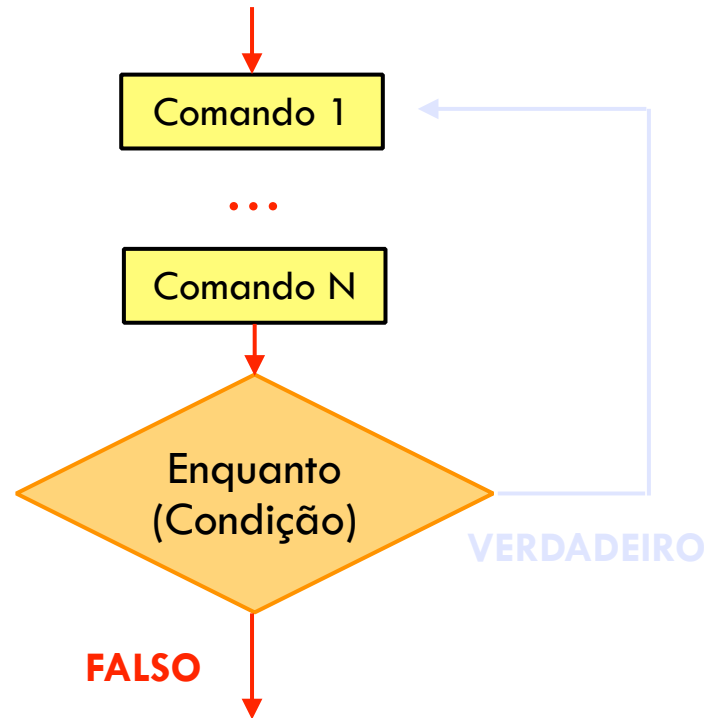 Comando 1
...
Comando N
Enquanto
(Condição)
VERDADEIRO
FALSO